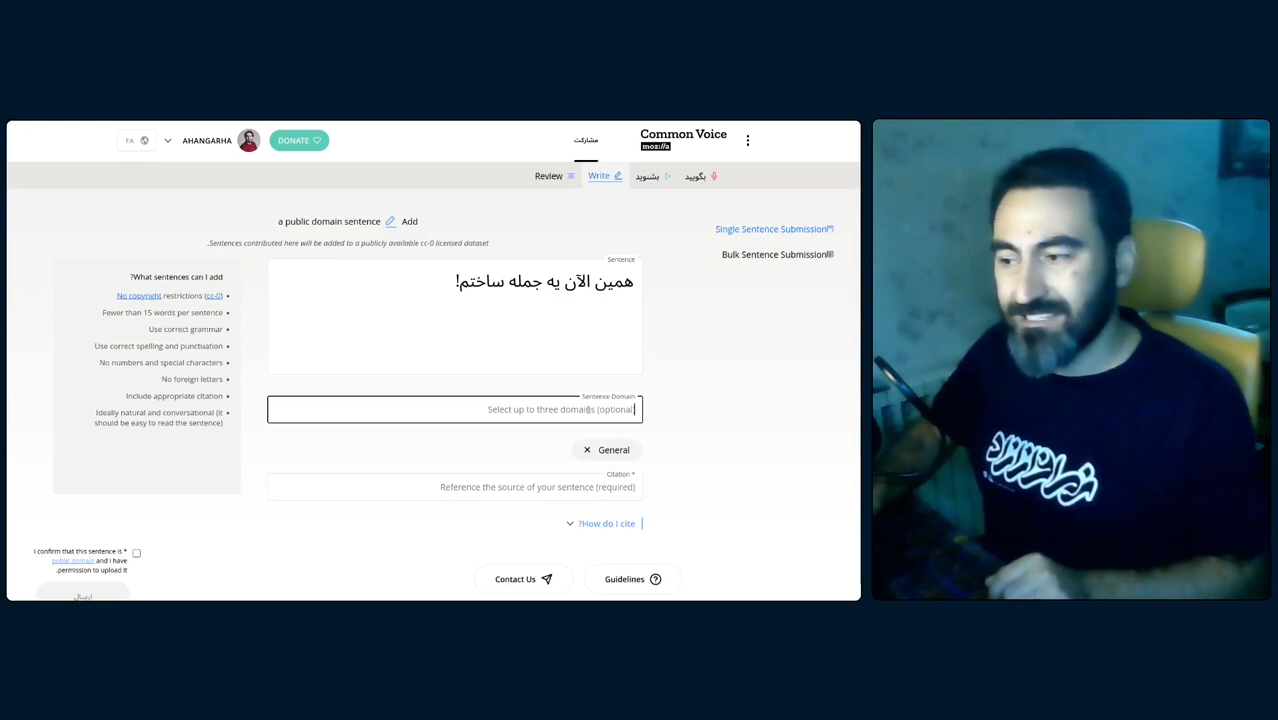 Common Voice
moz://a
مشارکت
DONATE
AHANGARHA
FA
بگویید
بشنوید
Write
Review
Single Sentence Submission
Bulk Sentence Submission
Add a public domain sentence
.Sentences contributed here will be added to a publicly available cc-0 licensed dataset
Sentence
همین الآن یه جمله ساختم!
Sentence Domain
Select up to three domains (optional)
General
Citation *
Reference the source of your sentence (required)
?How do I cite
?What sentences can I add
No copyright restrictions (cc-0)
Fewer than 15 words per sentence
Use correct grammar
Use correct spelling and punctuation
No numbers and special characters
No foreign letters
Include appropriate citation
Ideally natural and conversational (it
should be easy to read the sentence)
I confirm that this sentence is *
public domain and I have
.permission to upload it
ارسال
Contact Us
Guidelines